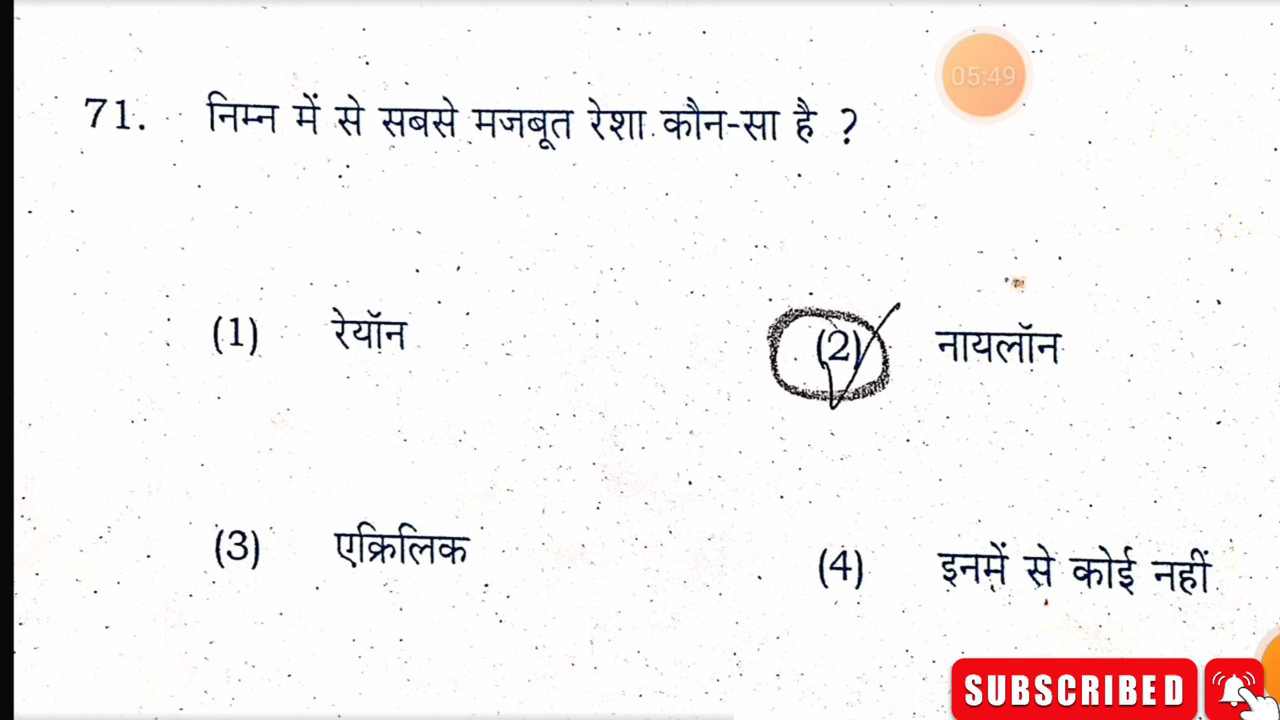 05:49
71. निम्न में से सबसे मजबूत रेशा कौन-सा है ?
(1) रेयॉन (2) नायलॉन
(3) एक्रिलिक (4) इनमें से कोई नहीं
SUBSCRIBED